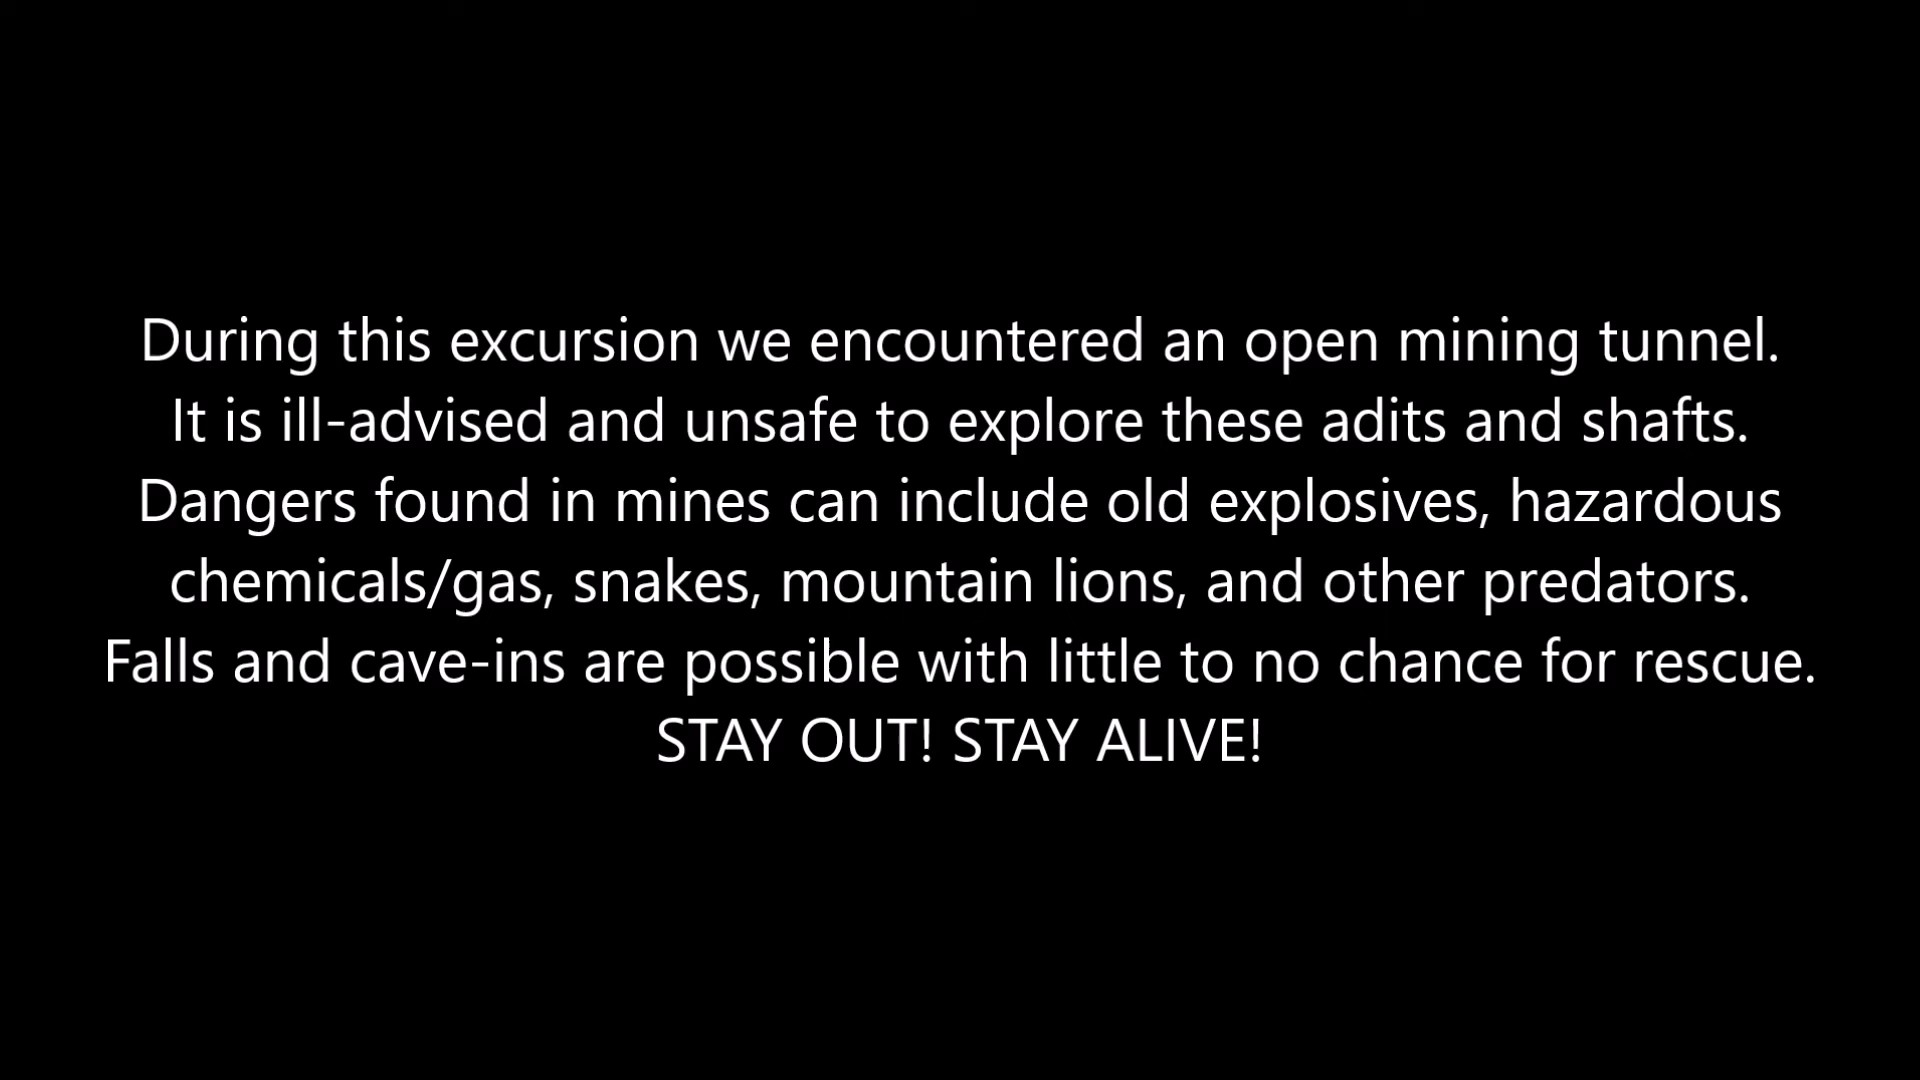 During this excursion we encountered an open mining tunnel.
It is ill-advised and unsafe to explore these adits and shafts.
Dangers found in mines can include old explosives, hazardous
chemicals/gas, snakes, mountain lions, and other predators.
Falls and cave-ins are possible with little to no chance for rescue.
STAY OUT! STAY ALIVE!